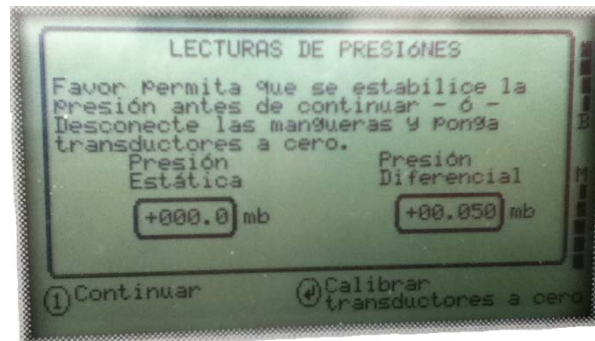 LECTURAS DE PRESIóNES
Favor permita que se estabilice la
presión antes de continuar - ó -
Desconecte las mangueras y ponga
transductores a cero.
Presión Estática
Presión Diferencial
+000.0 mb
+00.050 mb
1 Continuar
Calibrar
transductores a cero
B
M